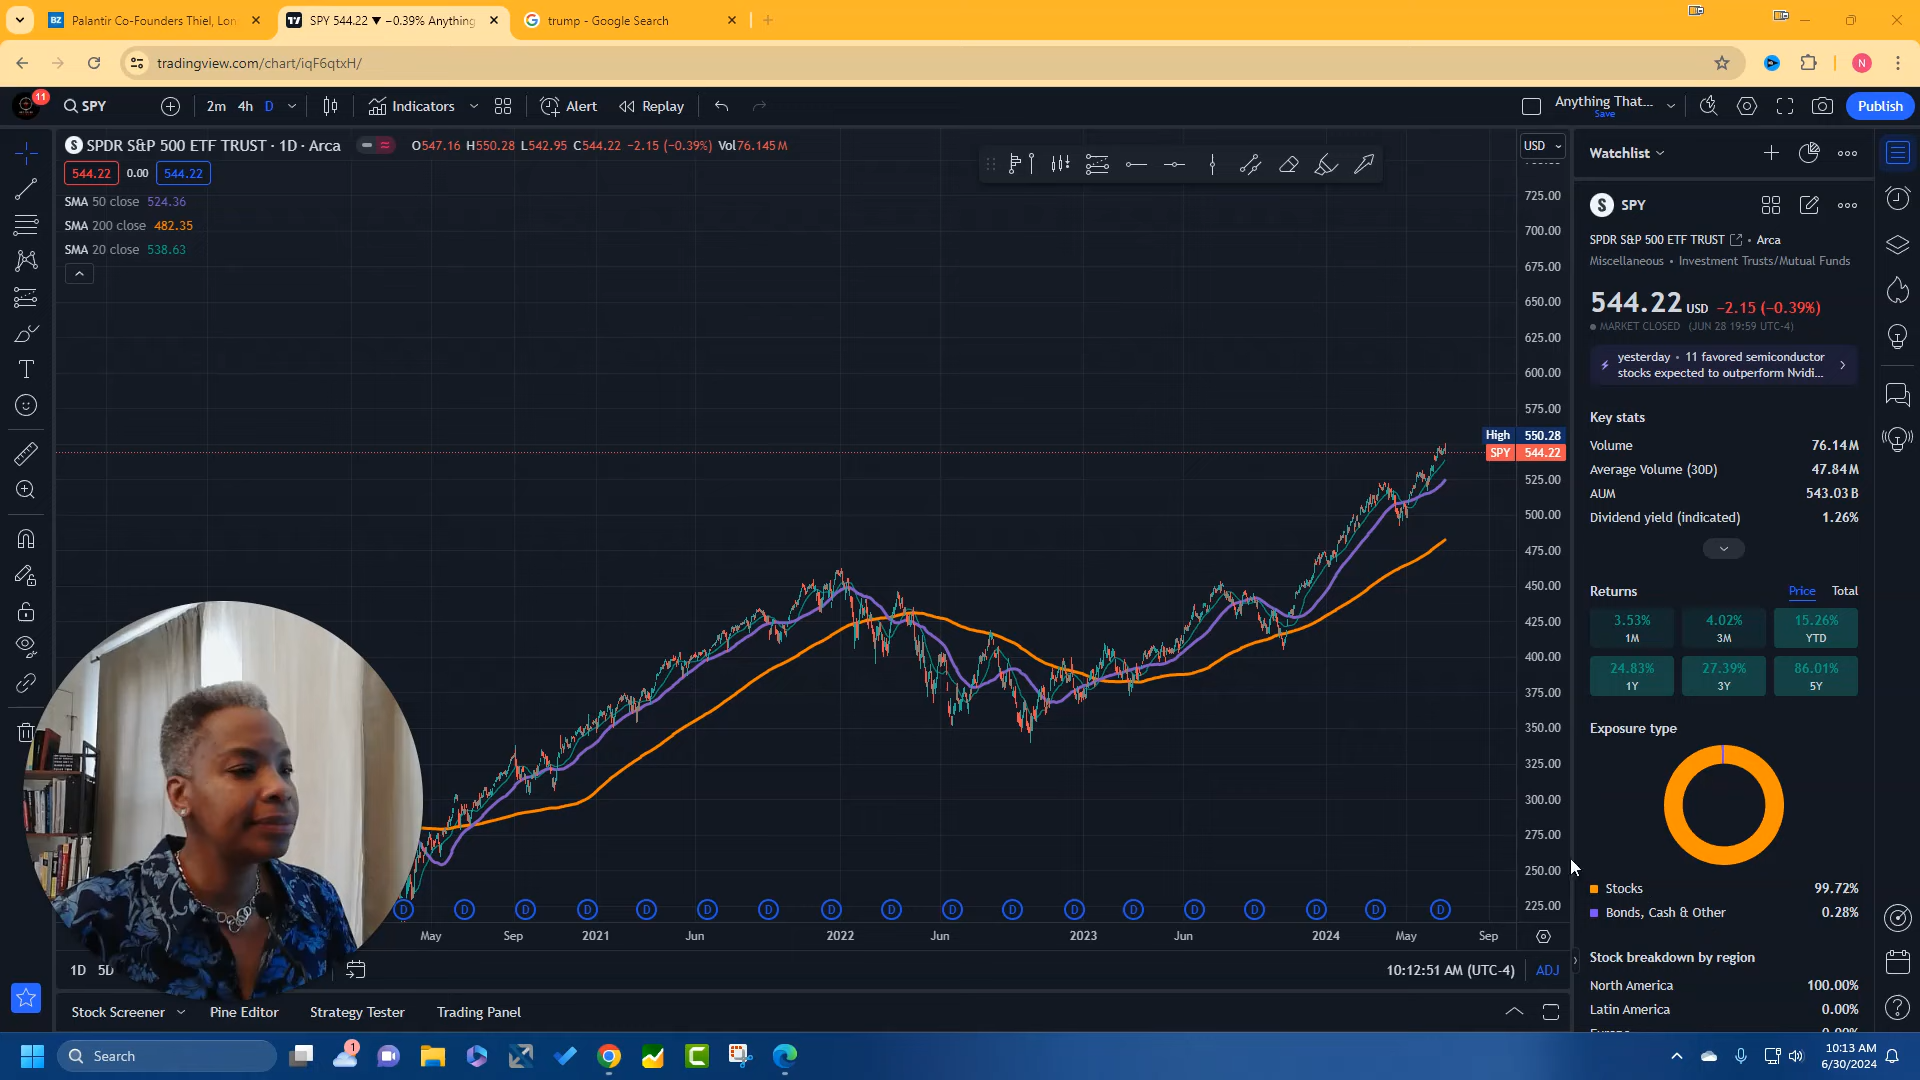 BZ Palantir Co-Founders Thiel, Lon
SPY 544.22 ▼ −0.39% Anything
trump - Google Search
tradingview.com/chart/iqF6qtxH/
N
11
SPY
2m 4h D
Indicators
Alert
Replay
Anything That...
Save
Publish
SPDR S&P 500 ETF TRUST · 1D · Arca
O547.16 H550.28 L542.95 C544.22 −2.15 (−0.39%) Vol76.145M
544.22 0.00 544.22
SMA 50 close 524.36
SMA 200 close 482.35
SMA 20 close 538.63
USD
725.00
700.00
675.00
650.00
625.00
600.00
575.00
High 550.28
SPY 544.22
525.00
500.00
475.00
450.00
425.00
400.00
375.00
350.00
325.00
300.00
275.00
250.00
225.00
D D D D D D D D D D D D D D D D D D
May Sep 2021 Jun 2022 Jun 2023 Jun 2024 May Sep
1D 5D
10:12:51 AM (UTC-4) ADJ
Stock Screener Pine Editor Strategy Tester Trading Panel
Watchlist
S SPY
SPDR S&P 500 ETF TRUST • Arca
Miscellaneous • Investment Trusts/Mutual Funds
544.22 USD −2.15 (−0.39%)
MARKET CLOSED (JUN 28 19:59 UTC-4)
yesterday • 11 favored semiconductor
stocks expected to outperform Nvidi...
Key stats
Volume 76.14M
Average Volume (30D) 47.84M
AUM 543.03B
Dividend yield (indicated) 1.26%
Returns Price Total
3.53% 4.02% 15.26%
1M 3M YTD
24.83% 27.39% 86.01%
1Y 3Y 5Y
Exposure type
Stocks 99.72%
Bonds, Cash & Other 0.28%
Stock breakdown by region
North America 100.00%
Latin America 0.00%
Search
1
10:13 AM
6/30/2024